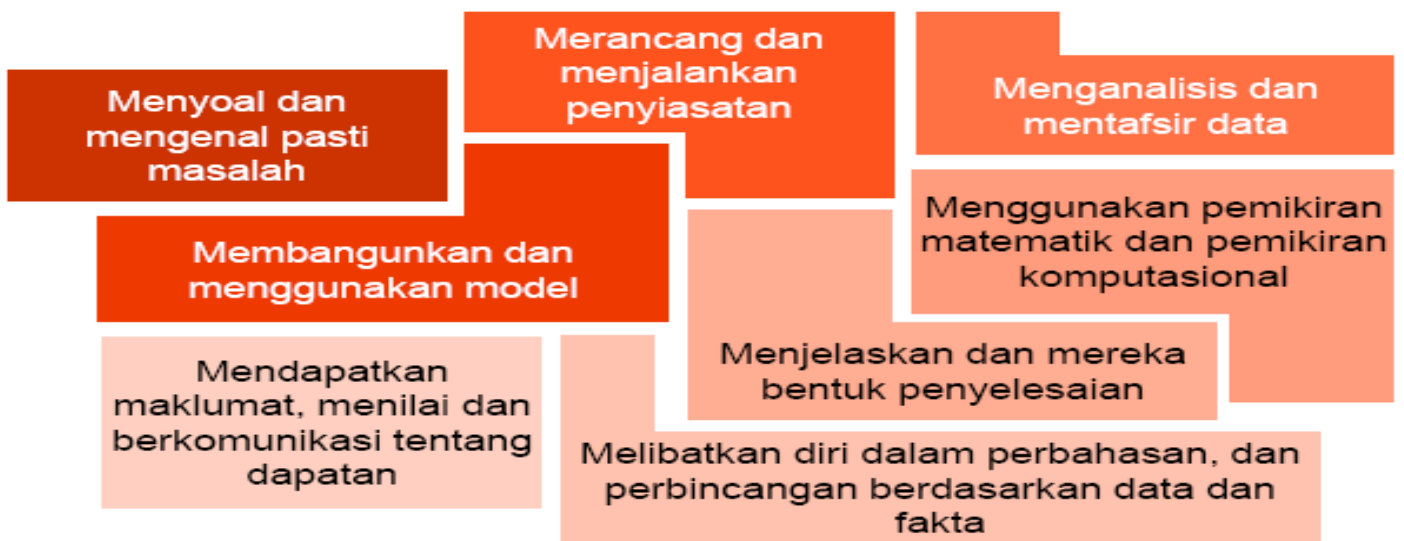 Menyoal dan
mengenal pasti
masalah
Membangunkan dan
menggunakan model
Merancang dan
menjalankan
penyiasatan
Menganalisis dan
mentafsir data
Menggunakan pemikiran
matematik dan pemikiran
komputasional
Menjelaskan dan mereka
bentuk penyelesaian
Melibatkan diri dalam perbahasan, dan
perbincangan berdasarkan data dan
fakta
Mendapatkan
maklumat, menilai dan
berkomunikasi tentang
dapatan